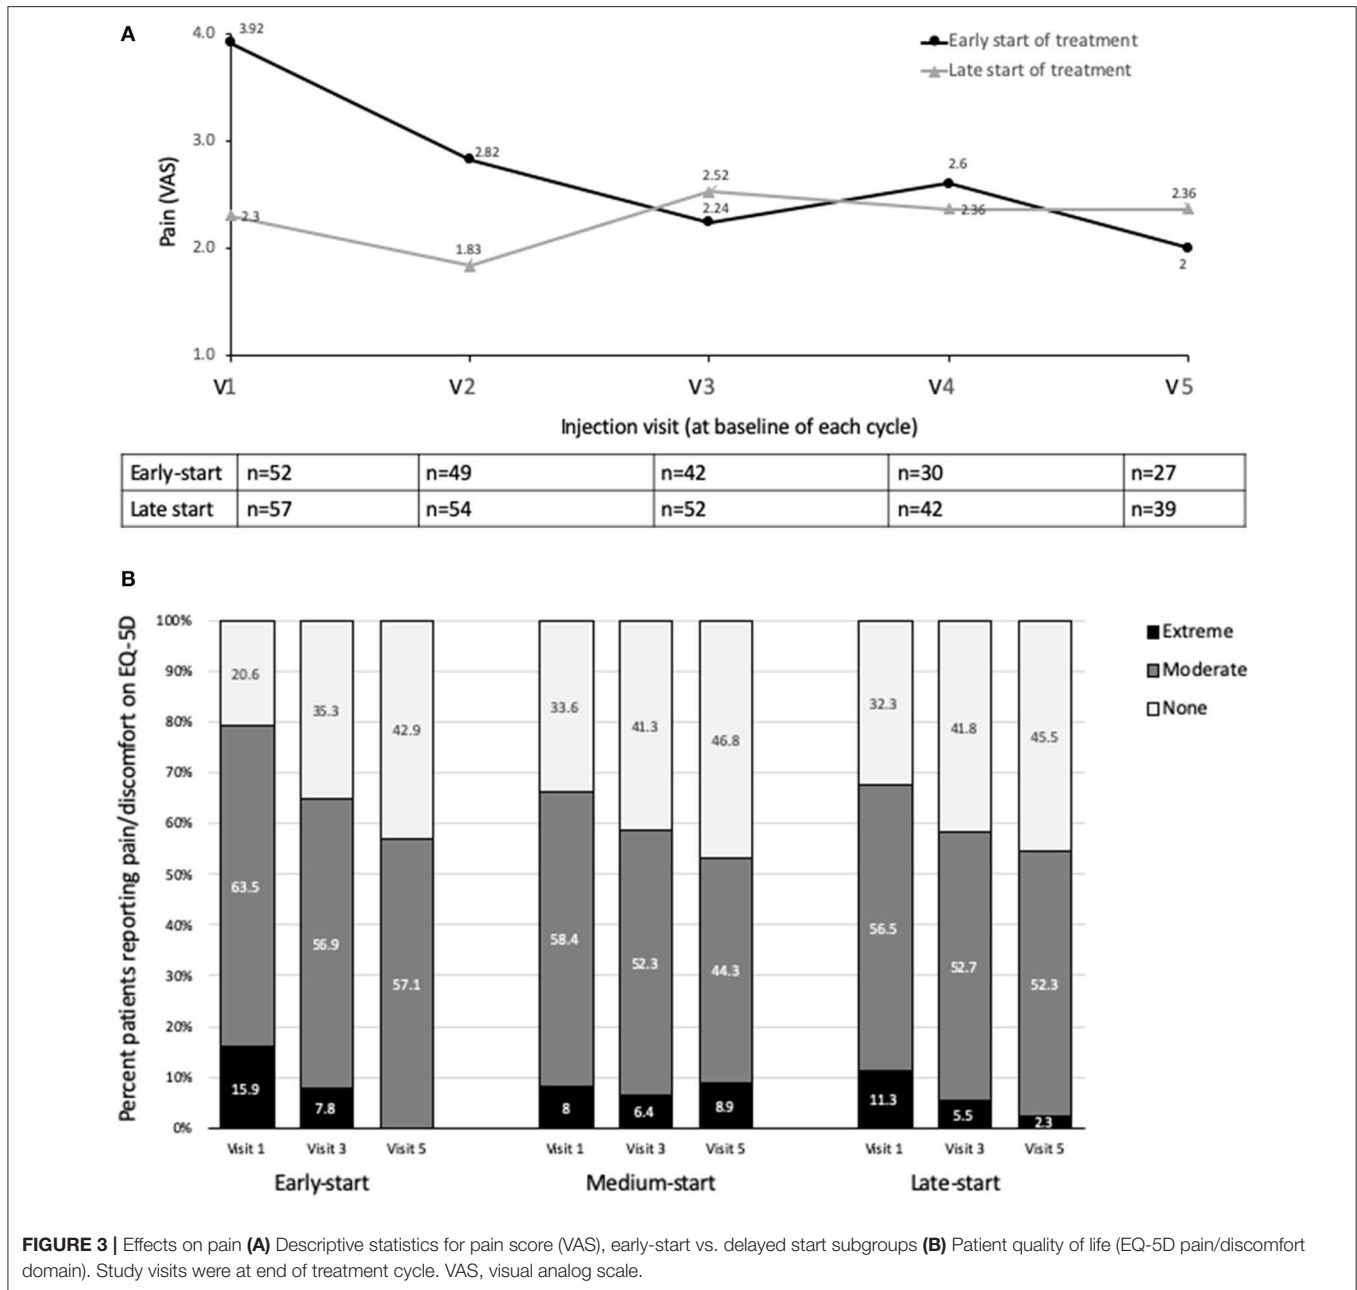 A
Early start of treatment
Late start of treatment
4.0
3.0
2.0
1.0
Pain (VAS)
3.92
2.82
2.24
2.6
2
2.3
1.83
2.52
2.36
2.36
V1 V2 V3 V4 V5
Injection visit (at baseline of each cycle)
Early-start n=52 n=49 n=42 n=30 n=27
Late start n=57 n=54 n=52 n=42 n=39
B
Percent patients reporting pain/discomfort on EQ-5D
100%
90%
80%
70%
60%
50%
40%
30%
20%
10%
0%
20.6 35.3 42.9 33.6 41.3 46.8 32.3 41.8 45.5
63.5 56.9 57.1 58.4 52.3 44.3 56.5 52.7 52.3
15.9 7.8 8 6.4 8.9 11.3 5.5 2.3
Extreme
Moderate
None
Visit 1 Visit 3 Visit 5 Visit 1 Visit 3 Visit 5 Visit 1 Visit 3 Visit 5
Early-start Medium-start Late-start
FIGURE 3 | Effects on pain (A) Descriptive statistics for pain score (VAS), early-start vs. delayed start subgroups (B) Patient quality of life (EQ-5D pain/discomfort
domain). Study visits were at end of treatment cycle. VAS, visual analog scale.